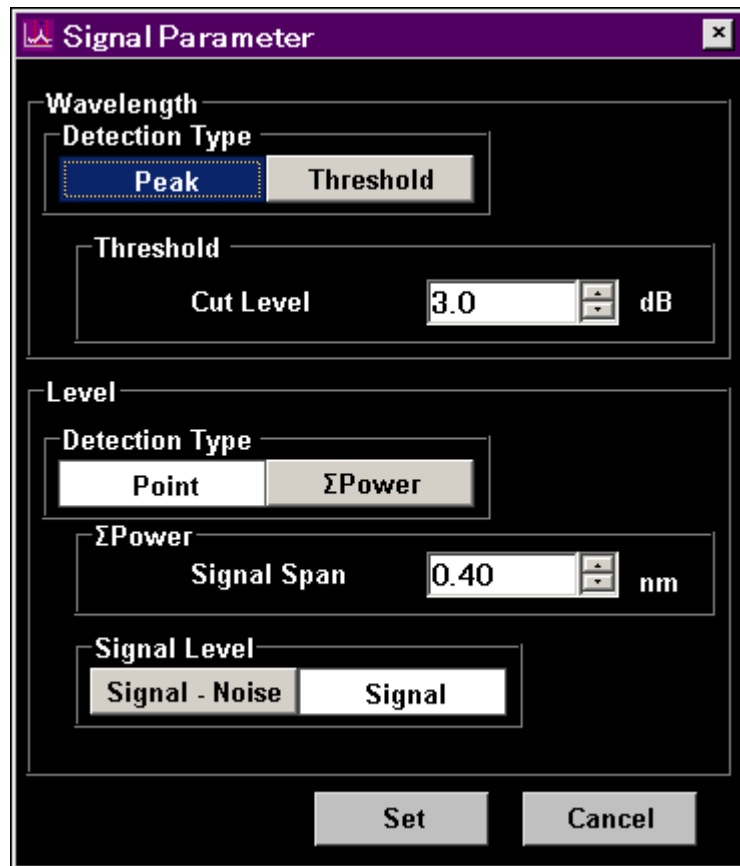 Signal Parameter
Wavelength
Detection Type
Peak Threshold
Threshold
Cut Level 3.0 dB
Level
Detection Type
Point ΣPower
ΣPower
Signal Span 0.40 nm
Signal Level
Signal - Noise Signal
Set Cancel